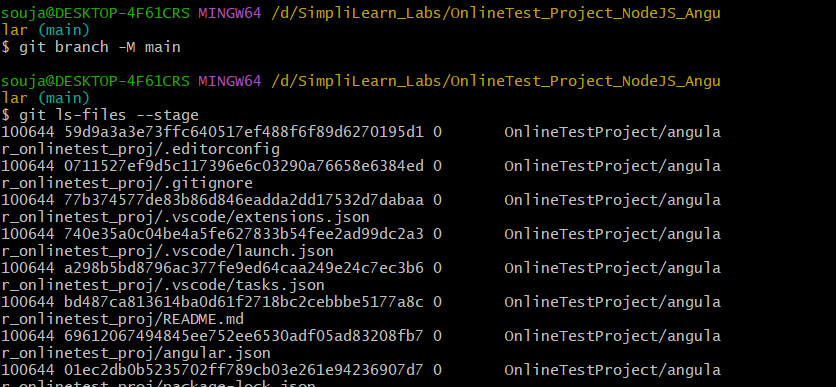 souja@DESKTOP-4F61CRS MINGW64 /d/SimpliLearn_Labs/OnlineTest_Project_NodeJS_Angu
lar (main)
$ git branch -M main
souja@DESKTOP-4F61CRS MINGW64 /d/SimpliLearn_Labs/OnlineTest_Project_NodeJS_Angu
lar (main)
$ git ls-files --stage
100644 59d9a3a3e73ffc640517ef488f6f89d6270195d1 0 OnlineTestProject/angula
r_onlinetest_proj/.editorconfig
100644 0711527ef9d5c117396e6c03290a76658e6384ed 0 OnlineTestProject/angula
r_onlinetest_proj/.gitignore
100644 77b374577de83b86d846eadda2dd17532d7dabaa 0 OnlineTestProject/angula
r_onlinetest_proj/.vscode/extensions.json
100644 740e35a0c04be4a5fe627833b54fee2ad99dc2a3 0 OnlineTestProject/angula
r_onlinetest_proj/.vscode/launch.json
100644 a298b5bd8796ac377fe9ed64caa249e24c7ec3b6 0 OnlineTestProject/angula
r_onlinetest_proj/.vscode/tasks.json
100644 bd487ca813614ba0d61f2718bc2cebbbe5177a8c 0 OnlineTestProject/angula
r_onlinetest_proj/README.md
100644 69612067494845ee752ee6530adf05ad83208fb7 0 OnlineTestProject/angula
r_onlinetest_proj/angular.json
100644 01ec2db0b5235702ff789cb03e261e94236907d7 0 OnlineTestProject/angula
r_onlinetest_proj/package-lock.json